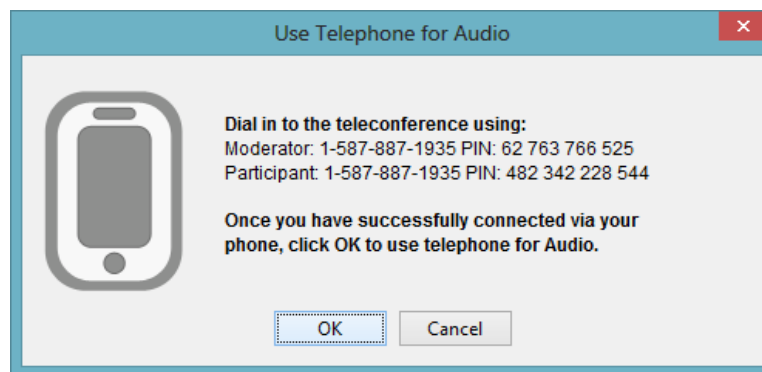 Use Telephone for Audio
Dial in to the teleconference using:
Moderator: 1-587-887-1935 PIN: 62 763 766 525
Participant: 1-587-887-1935 PIN: 482 342 228 544
Once you have successfully connected via your
phone, click OK to use telephone for Audio.
OK
Cancel